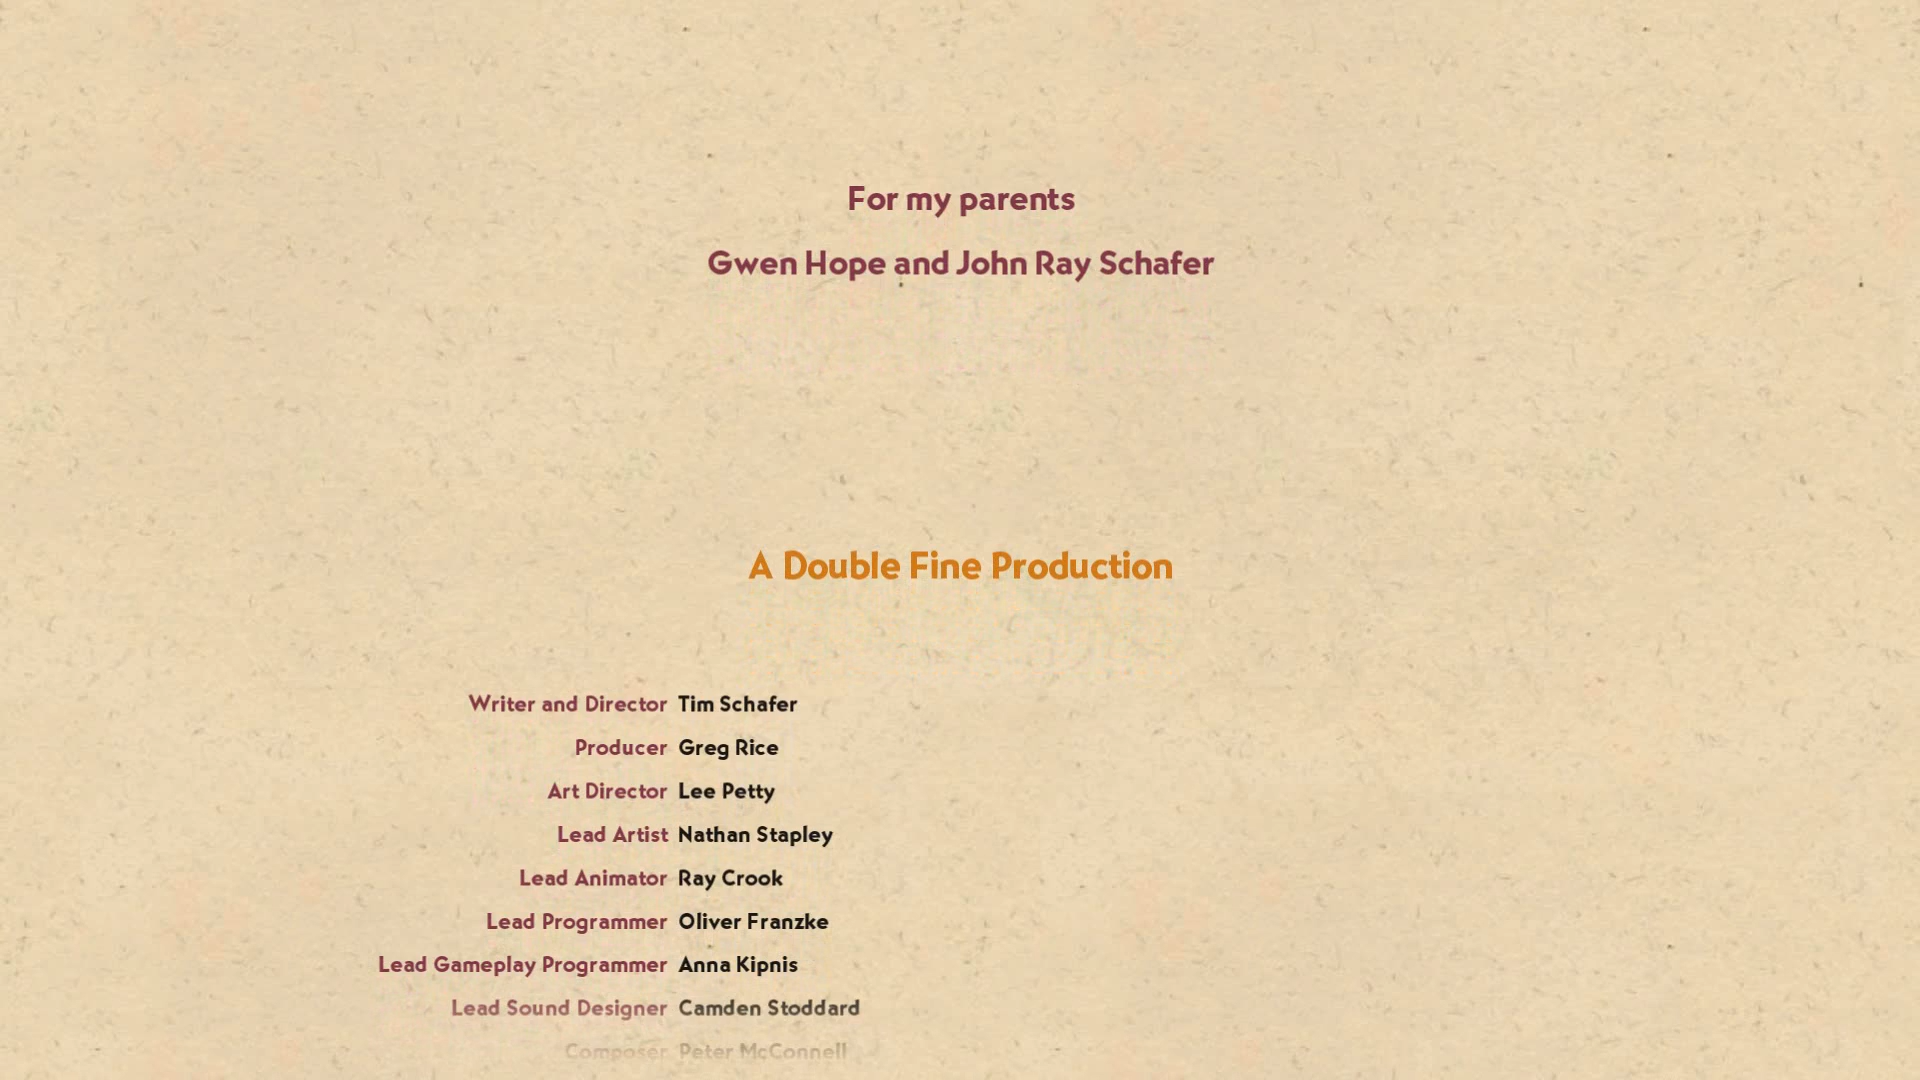 For my parents
Gwen Hope and John Ray Schafer
A Double Fine Production
Writer and Director Tim Schafer
Producer Greg Rice
Art Director Lee Petty
Lead Artist Nathan Stapley
Lead Animator Ray Crook
Lead Programmer Oliver Franzke
Lead Gameplay Programmer Anna Kipnis
Lead Sound Designer Camden Stoddard
Composer Peter McConnell